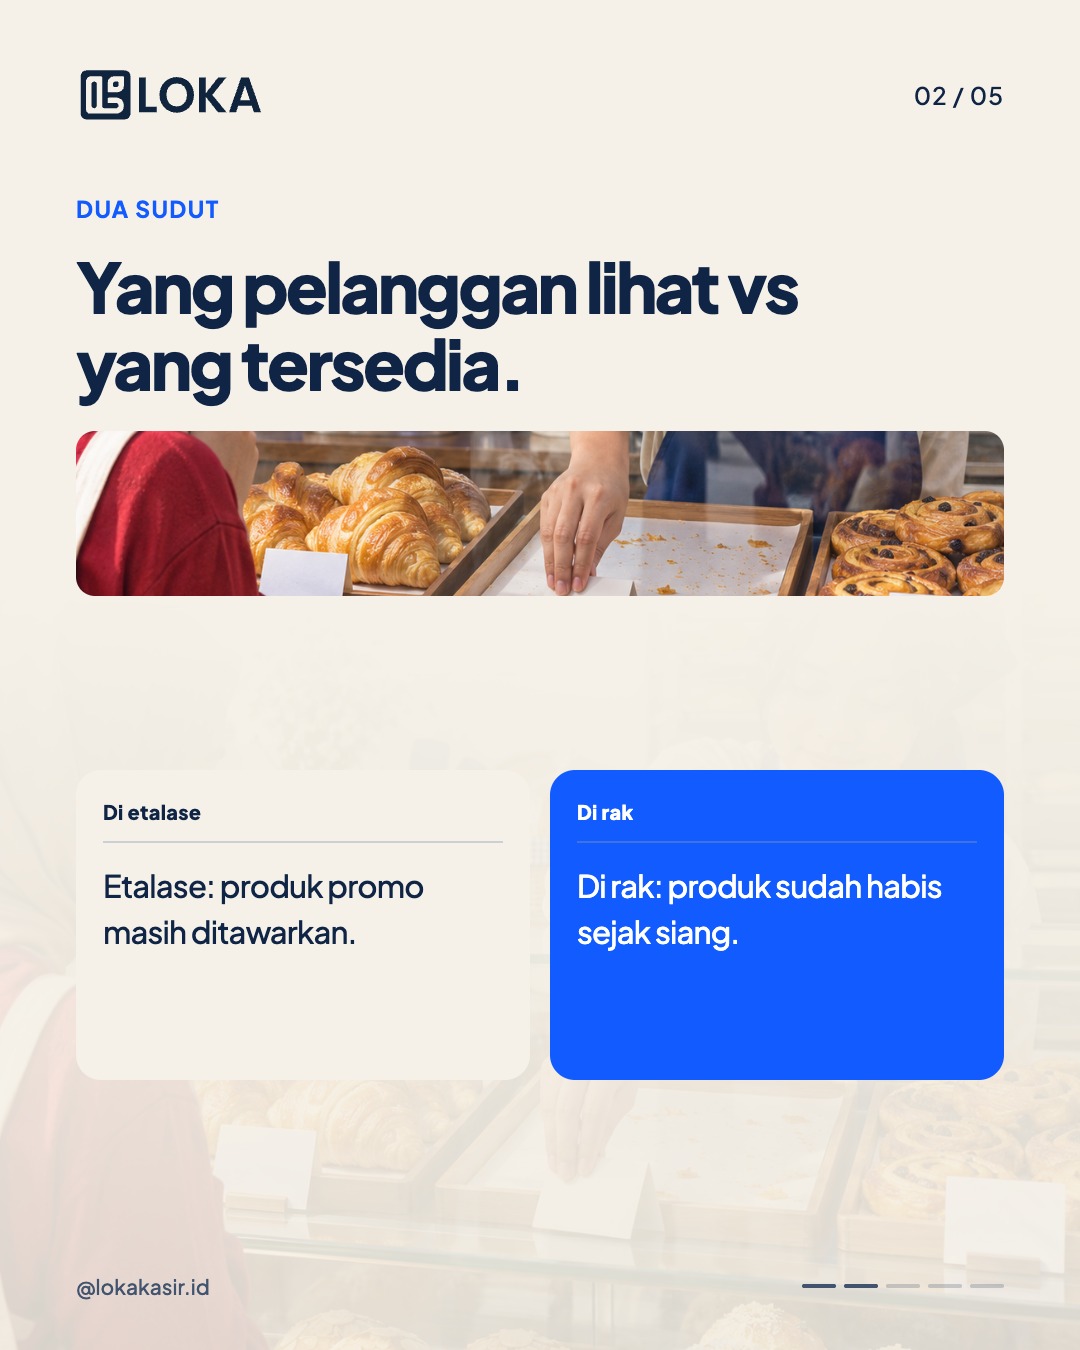 LOKA
02 / 05
DUA SUDUT
Yang pelanggan lihat vs
yang tersedia.
Di etalase
Etalase: produk promo
masih ditawarkan.
Di rak
Di rak: produk sudah habis
sejak siang.
@lokakasir.id